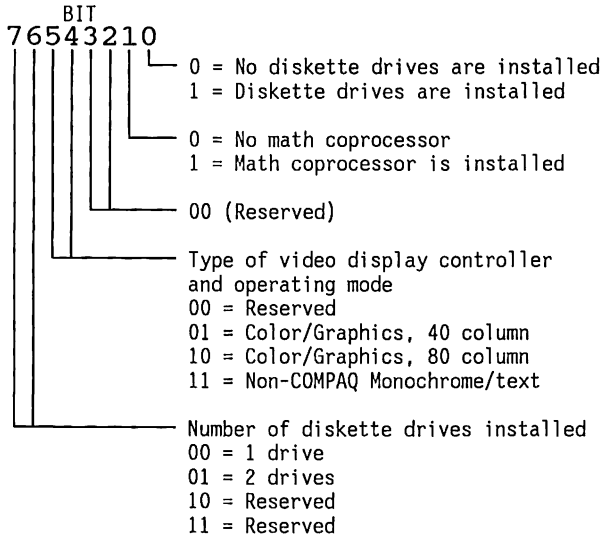 BIT
76543210
0 = No diskette drives are installed
1 = Diskette drives are installed
0 = No math coprocessor
1 = Math coprocessor is installed
00 (Reserved)
Type of video display controller
and operating mode
00 = Reserved
01 = Color/Graphics, 40 column
10 = Color/Graphics, 80 column
11 = Non-COMPAQ Monochrome/text
Number of diskette drives installed
00 = 1 drive
01 = 2 drives
10 = Reserved
11 = Reserved